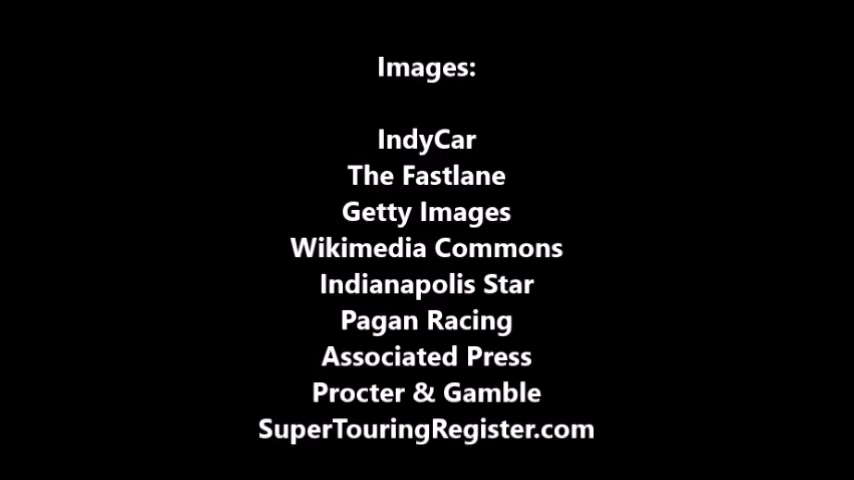 Images:
IndyCar
The Fastlane
Getty Images
Wikimedia Commons
Indianapolis Star
Pagan Racing
Associated Press
Procter & Gamble
SuperTouringRegister.com